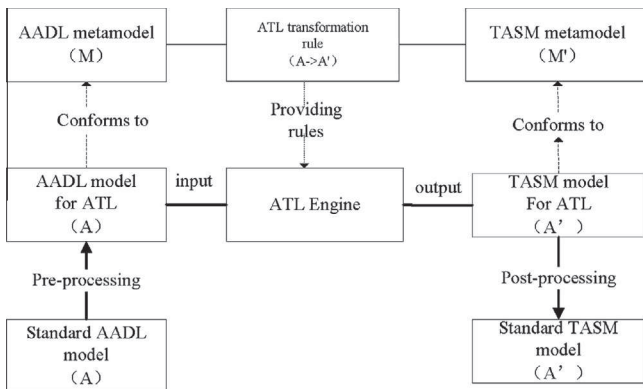 AADL metamodel
(M)
ATL transformation
rule
(A->A')
TASM metamodel
(M')
Conforms to
Providing
rules
Conforms to
AADL model
for ATL
(A)
input
ATL Engine
output
TASM model
For ATL
(A’)
Pre-processing
Post-processing
Standard AADL
model
(A)
Standard TASM
model
(A’)